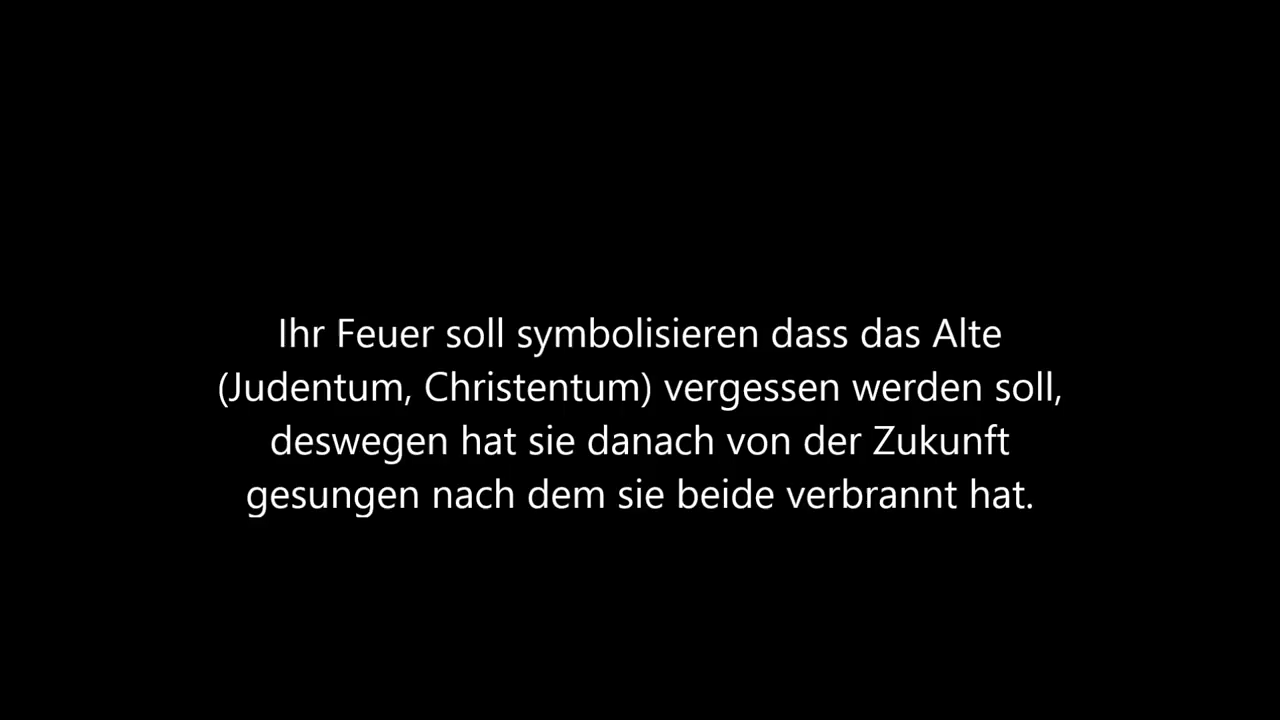 Ihr Feuer soll symbolisieren dass das Alte
(Judentum, Christentum) vergessen werden soll,
deswegen hat sie danach von der Zukunft
gesungen nach dem sie beide verbrannt hat.